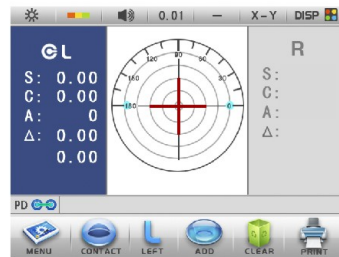 0.01 — X-Y DISP
L
S: 0.00
C: 0.00
A: 0
Δ: 0.00
0.00
120 90 60
30
180 0
R
S:
C:
A:
Δ:
PD
MENU CONTACT LEFT ADD CLEAR PRINT